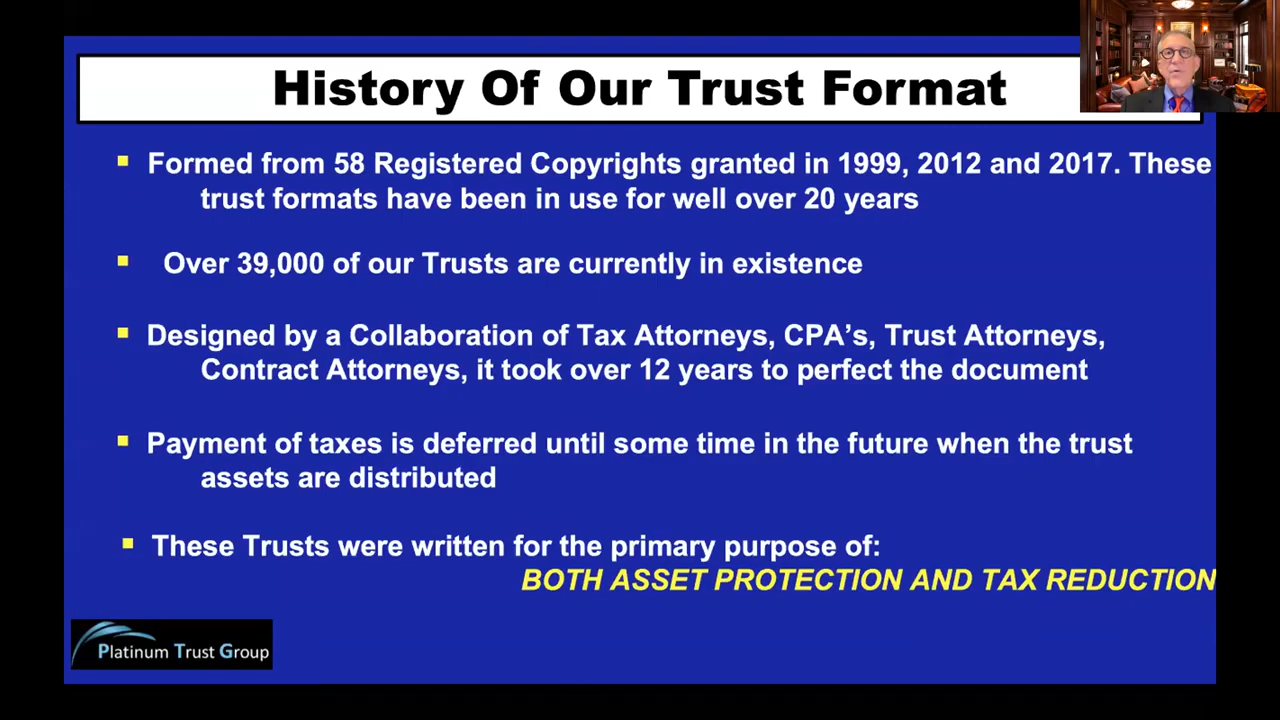 History Of Our Trust Format
▪ Formed from 58 Registered Copyrights granted in 1999, 2012 and 2017. These
trust formats have been in use for well over 20 years
▪ Over 39,000 of our Trusts are currently in existence
▪ Designed by a Collaboration of Tax Attorneys, CPA's, Trust Attorneys,
Contract Attorneys, it took over 12 years to perfect the document
▪ Payment of taxes is deferred until some time in the future when the trust
assets are distributed
▪ These Trusts were written for the primary purpose of:
BOTH ASSET PROTECTION AND TAX REDUCTION
Platinum Trust Group